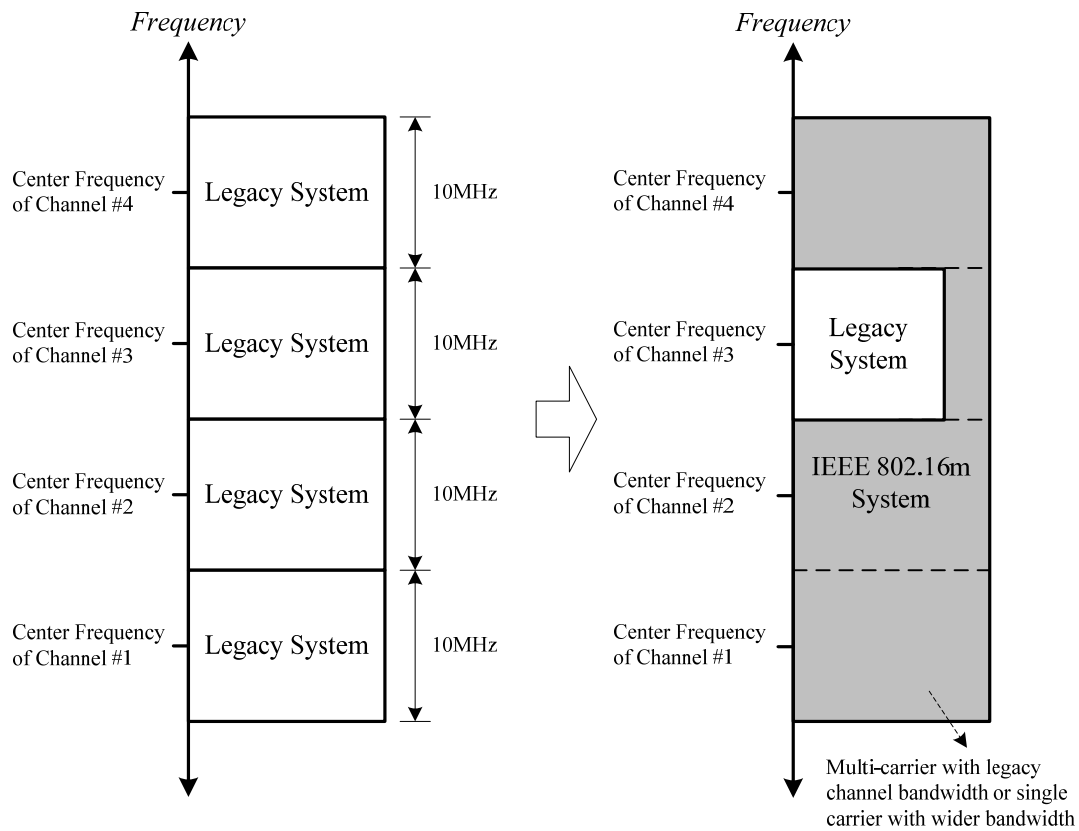 Frequency
Center Frequency
of Channel #4
Legacy System
10MHz
Center Frequency
of Channel #3
Legacy System
10MHz
Center Frequency
of Channel #2
Legacy System
10MHz
Center Frequency
of Channel #1
Legacy System
10MHz
Frequency
Center Frequency
of Channel #4
Center Frequency
of Channel #3
Legacy
System
Center Frequency
of Channel #2
IEEE 802.16m
System
Center Frequency
of Channel #1
Multi-carrier with legacy
channel bandwidth or single
carrier with wider bandwidth